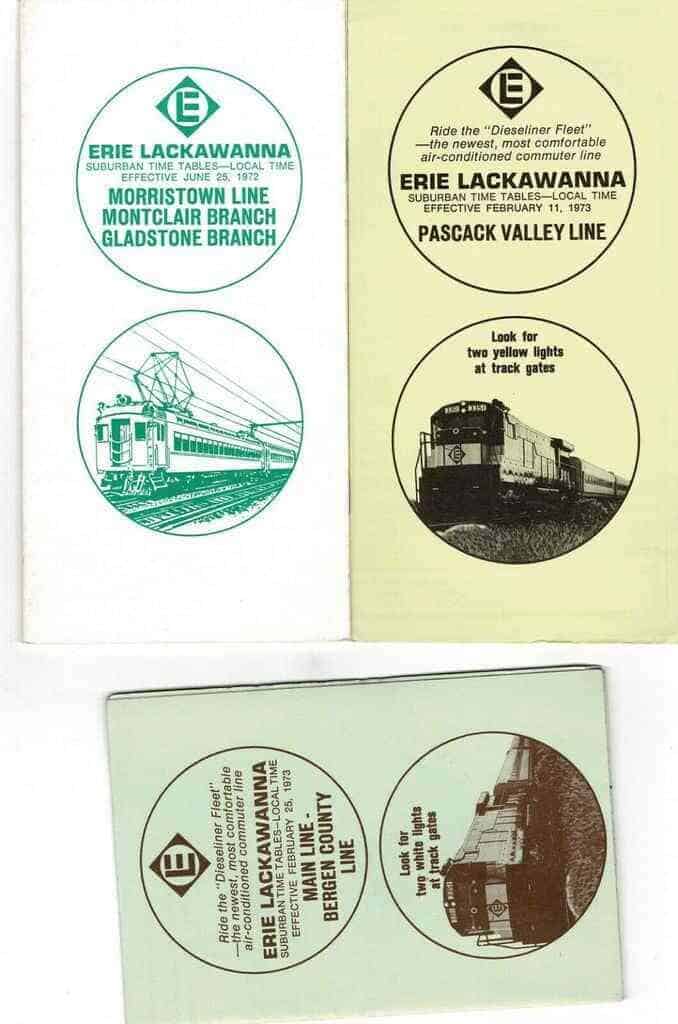 E
ERIE LACKAWANNA
SUBURBAN TIME TABLES—LOCAL TIME
EFFECTIVE JUNE 25, 1972
MORRISTOWN LINE
MONTCLAIR BRANCH
GLADSTONE BRANCH
E
Ride the "Dieseliner Fleet"
—the newest, most comfortable
air-conditioned commuter line
ERIE LACKAWANNA
SUBURBAN TIME TABLES—LOCAL TIME
EFFECTIVE FEBRUARY 11, 1973
PASCACK VALLEY LINE
Look for
two yellow lights
at track gates
3351
E
Ride the "Dieseliner Fleet"
—the newest, most comfortable
air-conditioned commuter line
ERIE LACKAWANNA
SUBURBAN TIME TABLES—LOCAL TIME
EFFECTIVE FEBRUARY 25, 1973
MAIN LINE -
BERGEN COUNTY
LINE
Look for
two white lights
at track gates